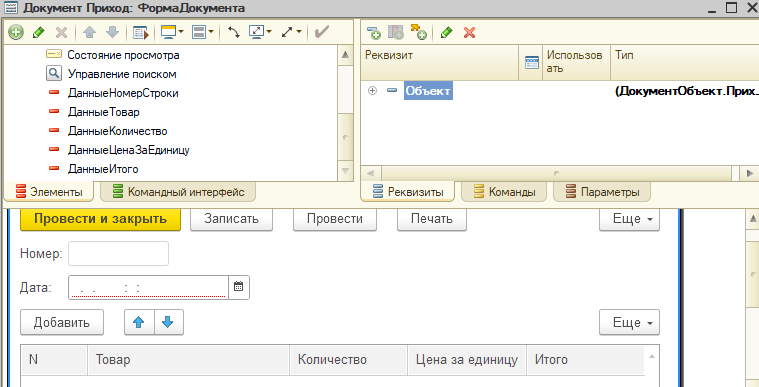 Документ Приход: ФормаДокумента
Состояние просмотра
Управление поиском
ДанныеНомерСтроки
ДанныеТовар
ДанныеКоличество
ДанныеЦенаЗаЕдиницу
ДанныеИтого
Элементы
Командный интерфейс
Реквизит
Использов
ать
Тип
Объект
(ДокументОбъект.Прих...
Реквизиты
Команды
Параметры
Провести и закрыть
Записать
Провести
Печать
Еще
Номер:
Дата:
. . : :
Добавить
Еще
N
Товар
Количество
Цена за единицу
Итого